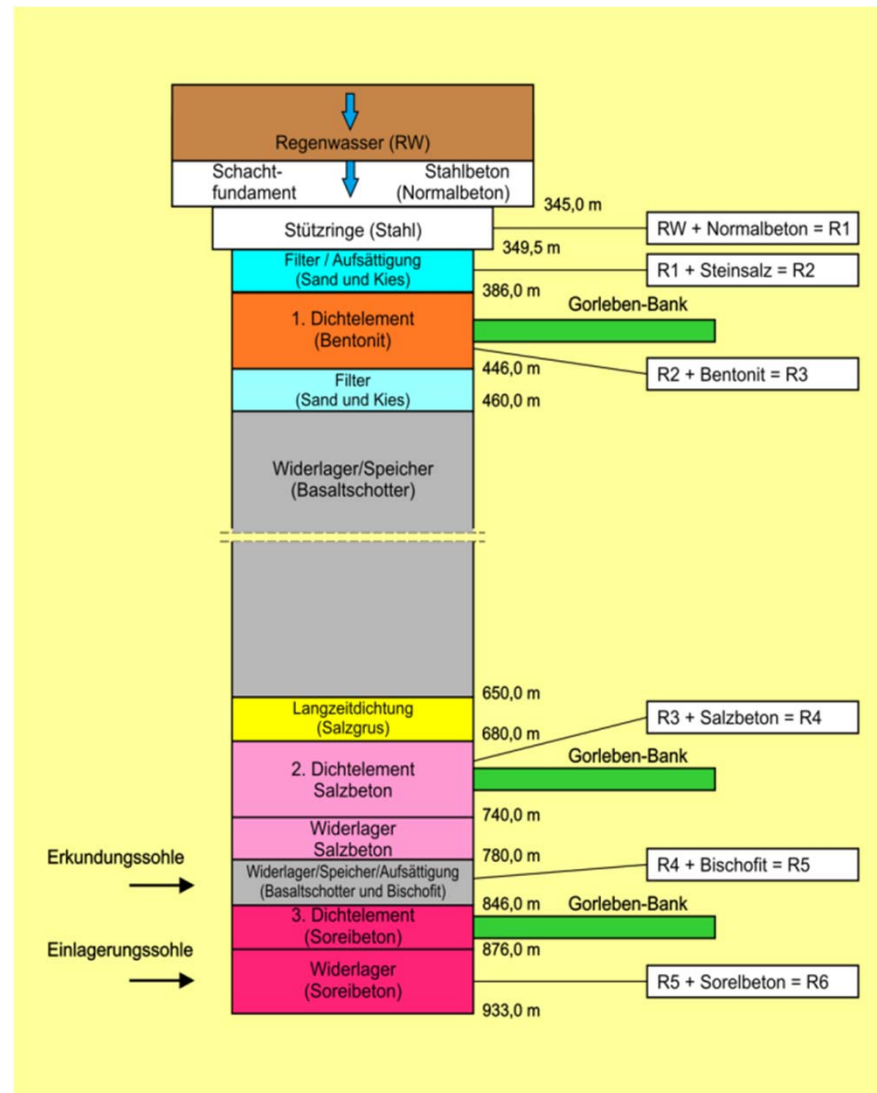 Regenwasser (RW)
Schacht-
fundament
Stahlbeton
(Normalbeton)
345,0 m
Stützringe (Stahl)
RW + Normalbeton = R1
349,5 m
Filter / Aufsättigung
(Sand und Kies)
R1 + Steinsalz = R2
386,0 m
Gorleben-Bank
1. Dichtelement
(Bentonit)
446,0 m
R2 + Bentonit = R3
Filter
(Sand und Kies)
460,0 m
Widerlager/Speicher
(Basaltschotter)
650,0 m
Langzeitdichtung
(Salzgrus)
680,0 m
R3 + Salzbeton = R4
Gorleben-Bank
2. Dichtelement
Salzbeton
740,0 m
Widerlager
Salzbeton
780,0 m
Erkundungssohle
Widerlager/Speicher/Aufsättigung
(Basaltschotter und Bischofit)
R4 + Bischofit = R5
846,0 m
Gorleben-Bank
3. Dichtelement
(Soreibeton)
876,0 m
Einlagerungssohle
Widerlager
(Soreibeton)
R5 + Sorelbeton = R6
933,0 m